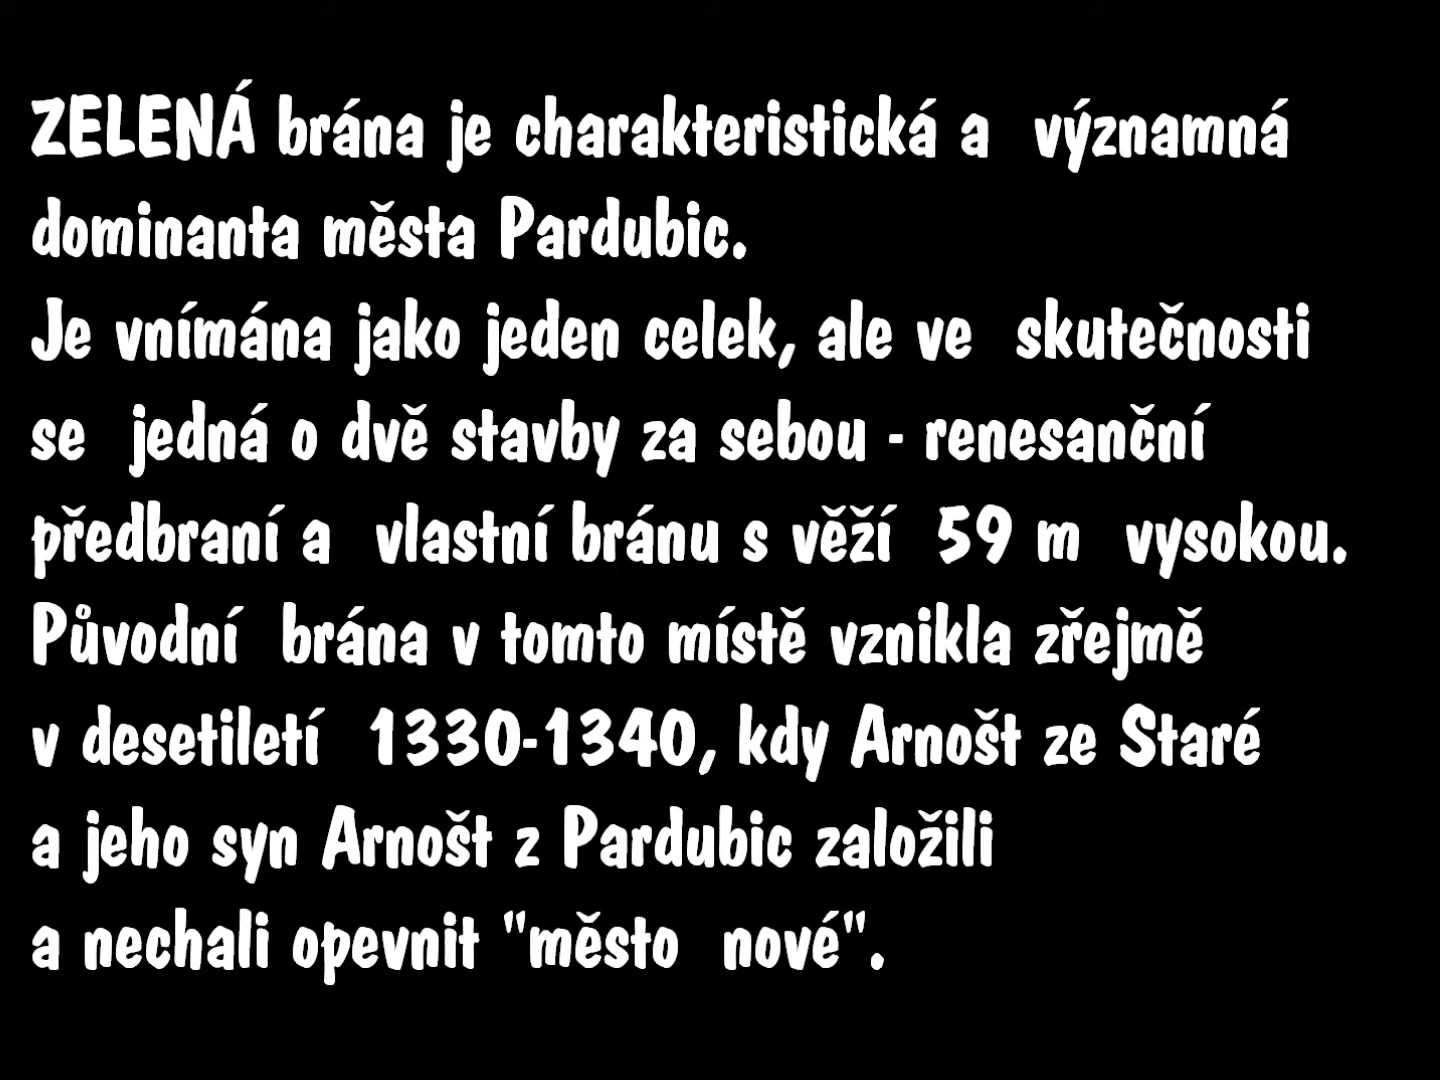 ZELENÁ brána je charakteristická a významná
dominanta města Pardubic.
Je vnímána jako jeden celek, ale ve skutečnosti
se jedná o dvě stavby za sebou - renesanční
předbraní a vlastní bránu s věží 59 m vysokou.
Původní brána v tomto místě vznikla zřejmě
v desetiletí 1330-1340, kdy Arnošt ze Staré
a jeho syn Arnošt z Pardubic založili
a nechali opevnit "město nové".